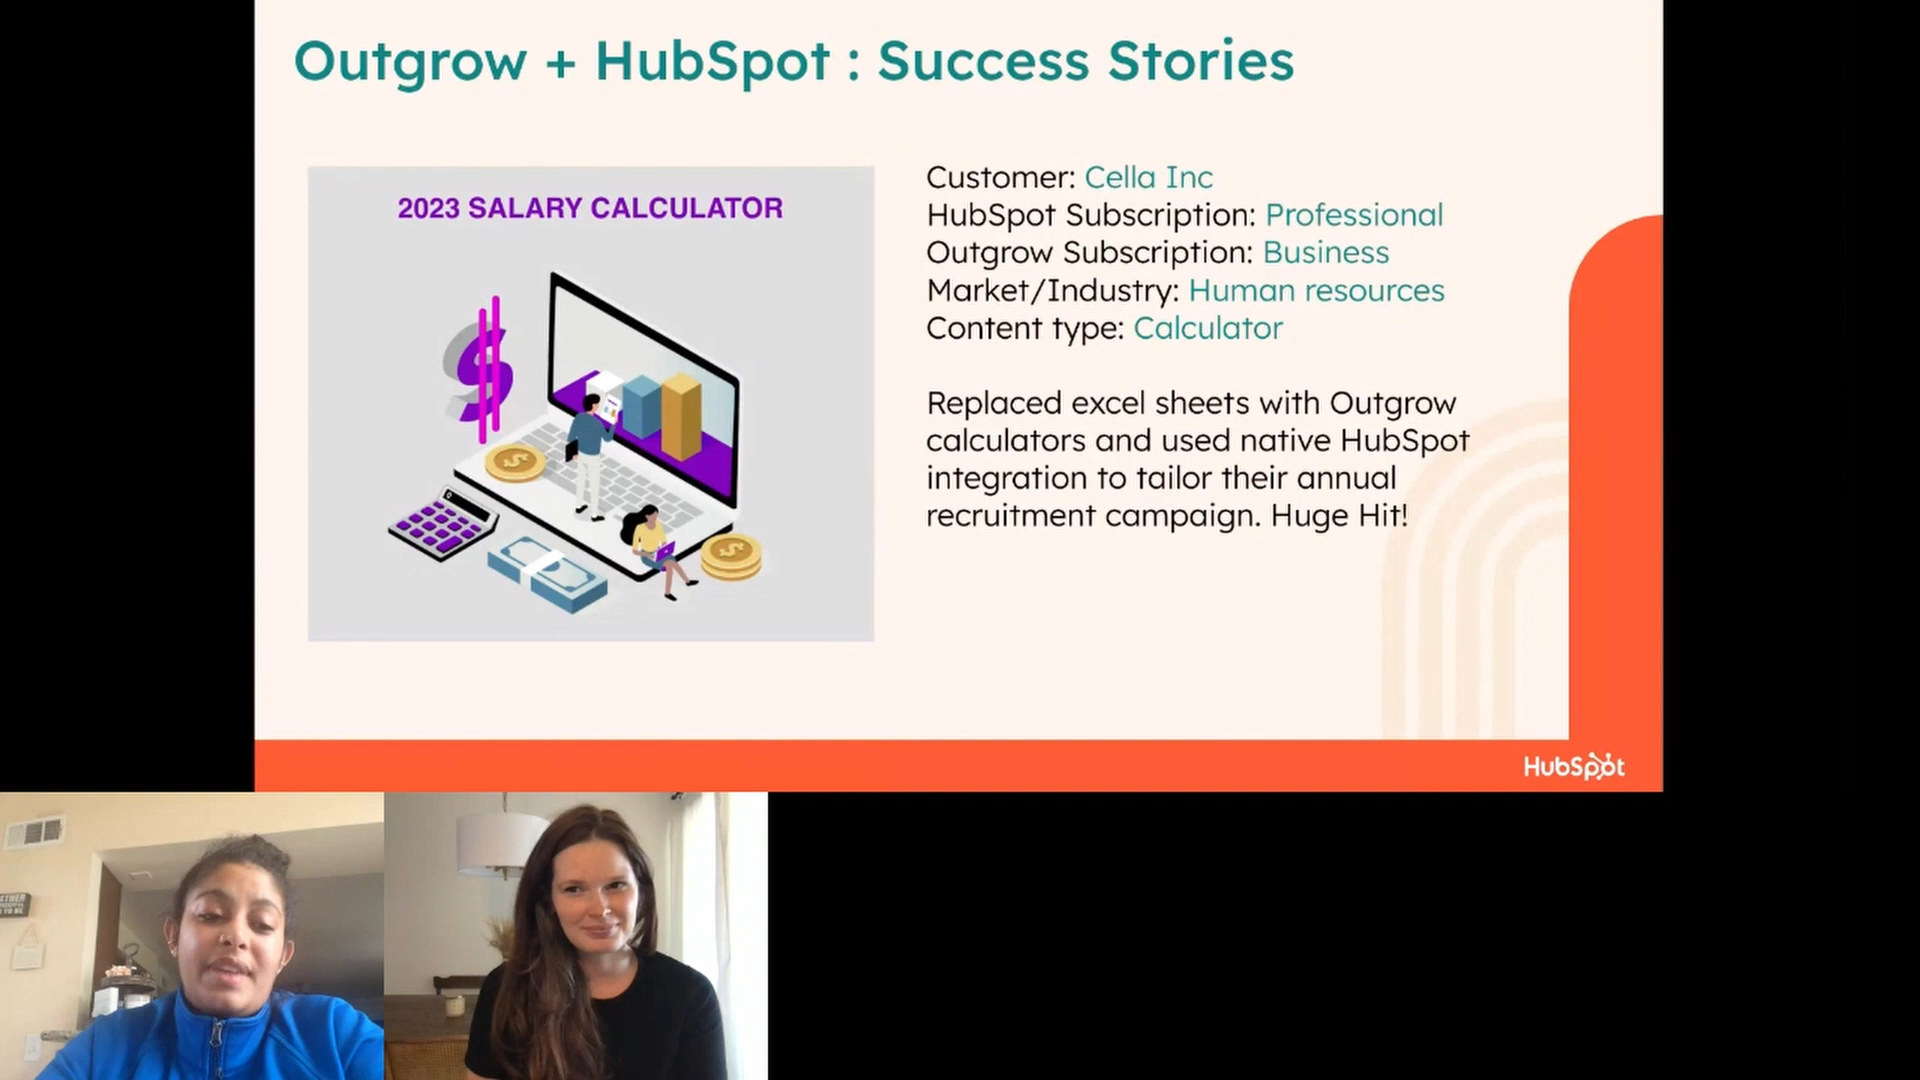 Outgrow + HubSpot : Success Stories
2023 SALARY CALCULATOR
Customer: Cella Inc
HubSpot Subscription: Professional
Outgrow Subscription: Business
Market/Industry: Human resources
Content type: Calculator
Replaced excel sheets with Outgrow
calculators and used native HubSpot
integration to tailor their annual
recruitment campaign. Huge Hit!
HubSpot